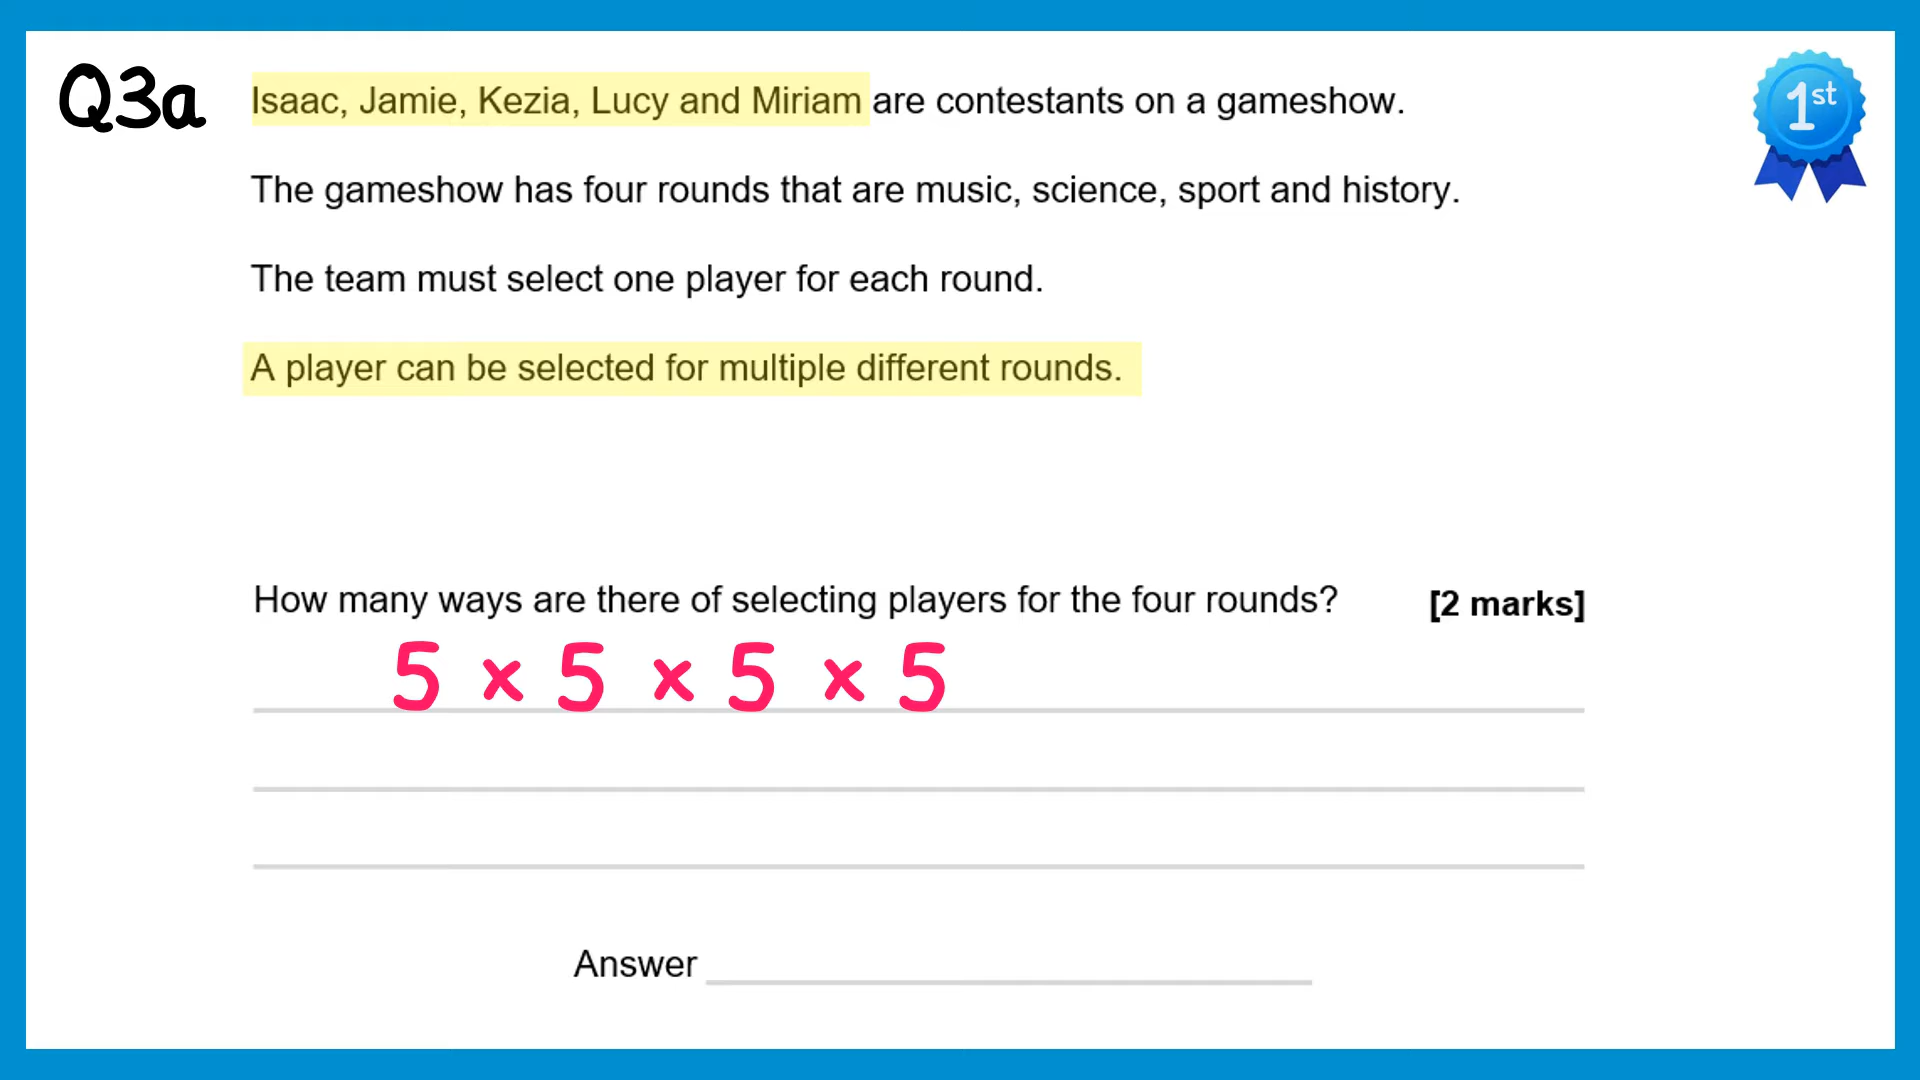 Q3a
Isaac, Jamie, Kezia, Lucy and Miriam are contestants on a gameshow.
1st
The gameshow has four rounds that are music, science, sport and history.
The team must select one player for each round.
A player can be selected for multiple different rounds.
How many ways are there of selecting players for the four rounds? [2 marks]
5 × 5 × 5 × 5
Answer